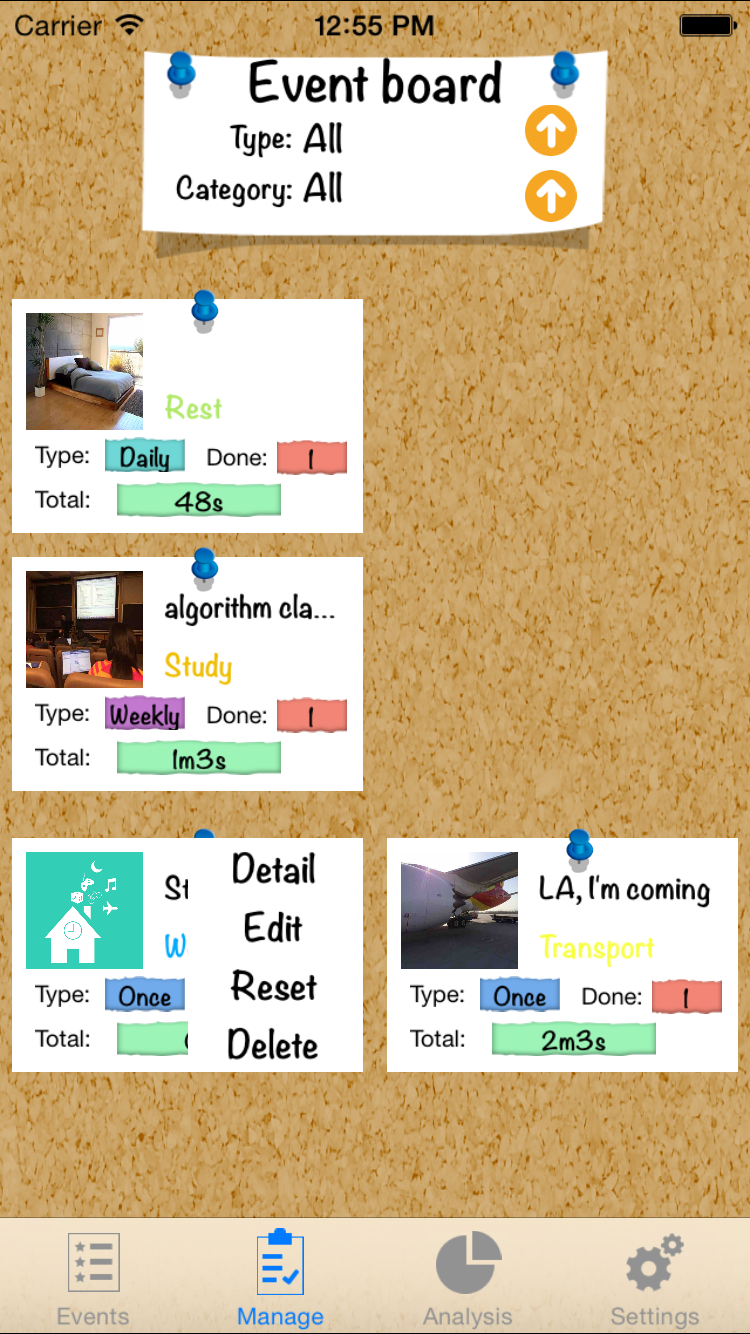 Carrier 12:55 PM
Event board
Type: All
Category: All
Rest
Type: Daily Done: 1
Total: 48s
algorithm cla...
Study
Type: Weekly Done: 1
Total: 1m3s
St
W
Type: Once
Total:
Detail
Edit
Reset
Delete
LA, I'm coming
Transport
Type: Once Done: 1
Total: 2m3s
Events Manage Analysis Settings